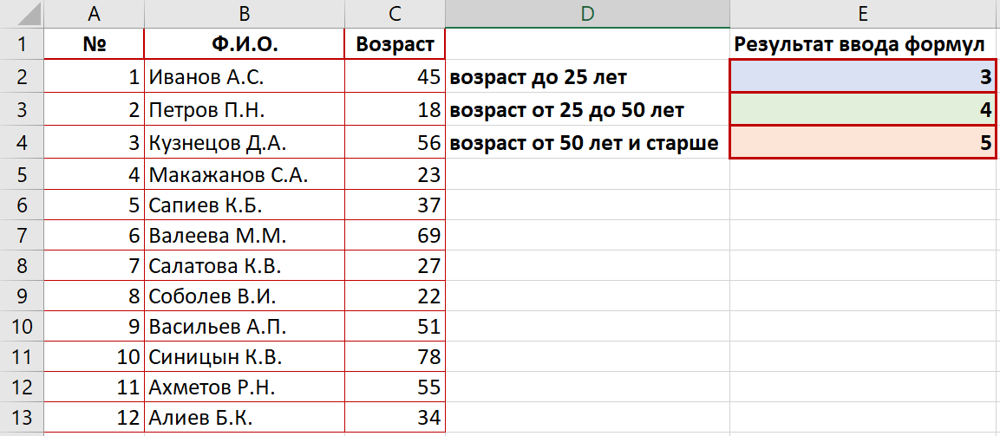 A B C D E
1 № Ф.И.О. Возраст Результат ввода формул
2 1 Иванов А.С. 45 возраст до 25 лет 3
3 2 Петров П.Н. 18 возраст от 25 до 50 лет 4
4 3 Кузнецов Д.А. 56 возраст от 50 лет и старше 5
5 4 Макажанов С.А. 23
6 5 Сапиев К.Б. 37
7 6 Валеева М.М. 69
8 7 Салатова К.В. 27
9 8 Соболев В.И. 22
10 9 Васильев А.П. 51
11 10 Синицын К.В. 78
12 11 Ахметов Р.Н. 55
13 12 Алиев Б.К. 34